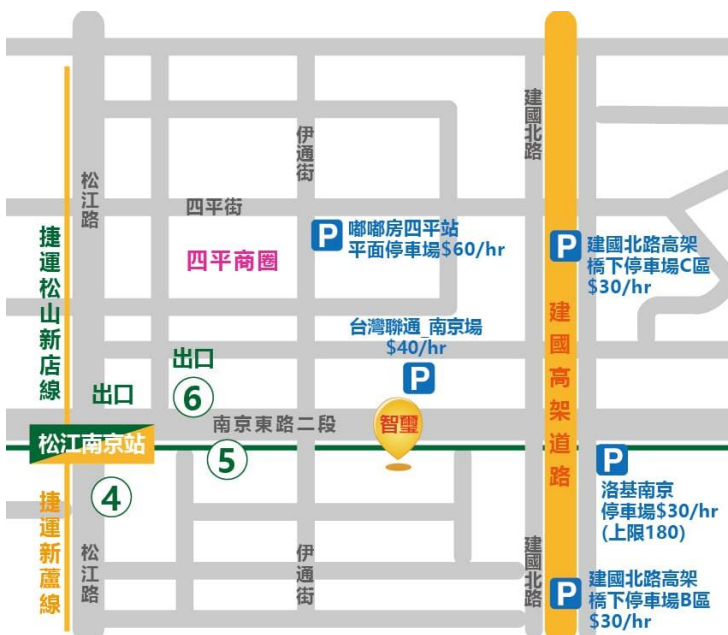 建國北路
伊通街
松江路
四平街
嘟嘟房四平站
平面停車場$60/hr
四平商圈
建國北路高架
橋下停車場C區
$30/hr
捷運松山新店線
建國高架道路
台灣聯通_南京場
$40/hr
出口
6
出口
南京東路二段
智璽
松江南京站
5
4
洛基南京
停車場$30/hr
(上限180)
捷運新蘆線
松江路
伊通街
建國北路
建國北路高架
橋下停車場B區
$30/hr
P
P
P
P
P